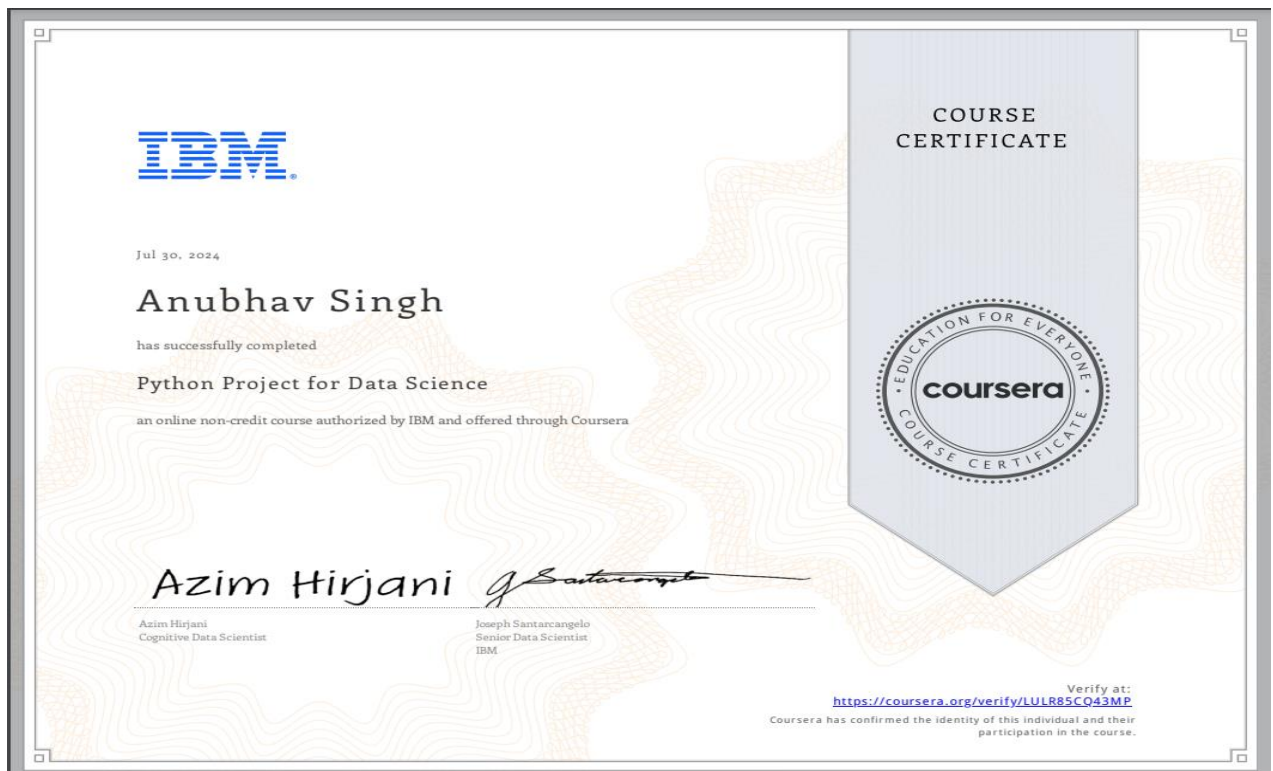 COURSE
CERTIFICATE
IBM®
Jul 30, 2024
Anubhav Singh
has successfully completed
Python Project for Data Science
an online non-credit course authorized by IBM and offered through Coursera
EDUCATION FOR EVERYONE
coursera
COURSE CERTIFICATE
Azim Hirjani
Azim Hirjani
Cognitive Data Scientist
J Santarcangelo
Joseph Santarcangelo
Senior Data Scientist
IBM
Verify at:
https://coursera.org/verify/LULR85CQ43MP
Coursera has confirmed the identity of this individual and their
participation in the course.